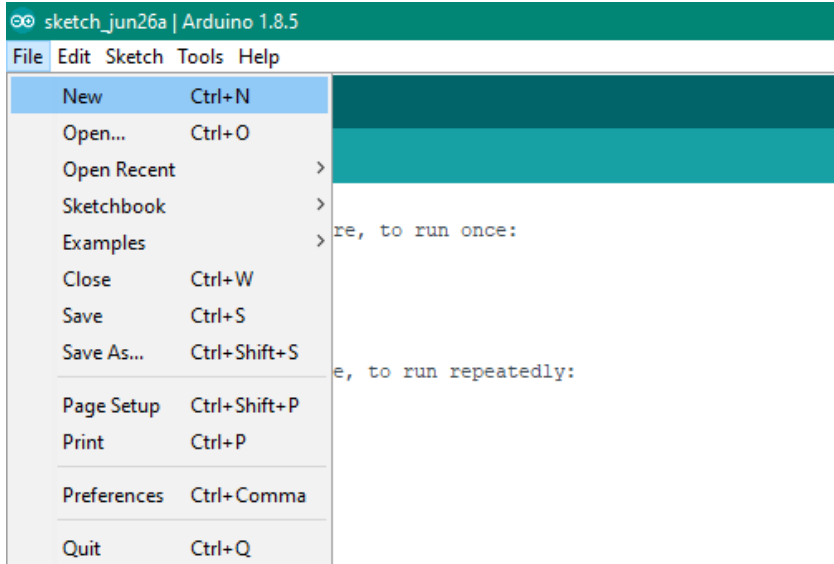 sketch_jun26a | Arduino 1.8.5
File Edit Sketch Tools Help
New Ctrl+N
Open... Ctrl+O
Open Recent
Sketchbook
re, to run once:
Examples
Close Ctrl+W
Save Ctrl+S
Save As... Ctrl+Shift+S
e, to run repeatedly:
Page Setup Ctrl+Shift+P
Print Ctrl+P
Preferences Ctrl+Comma
Quit Ctrl+Q